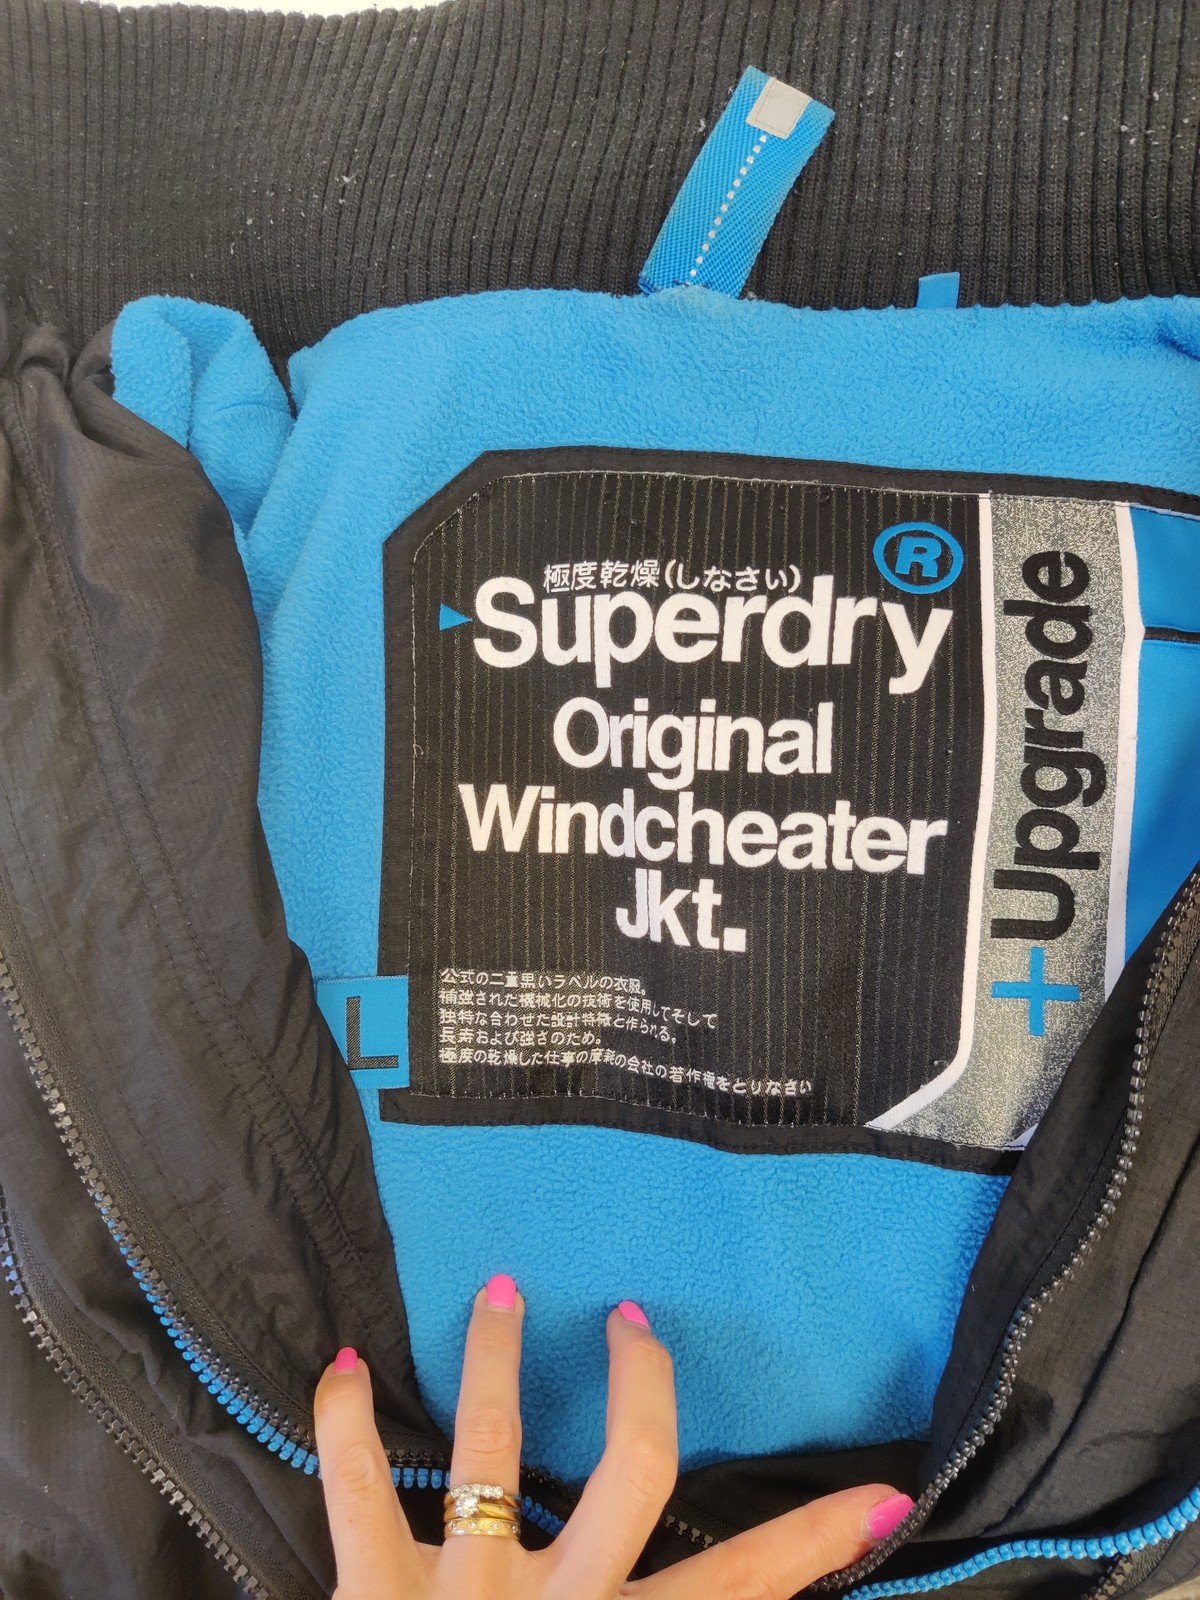 極度乾燥(しなさい)
Superdry®
Original
Windcheater
Jkt.
+Upgrade
L
公式の二重黒いラベルの衣服。
補強された機械化の技術を使用してそして
独特な合わせた設計特徴と作られる。
長寿および強さのため。
極度の乾燥した仕事の摩耗の会社の著作権をとりなさい